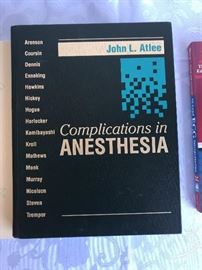 John L. Atlee
Aronson
Coursin
Dennis
Enneking
Hawkins
Hickey
Hogue
Horlocker
Kamibayashi
Kroll
Mathews
Monk
Murray
Nicolson
Steven
Tremper
Complications in
ANESTHESIA